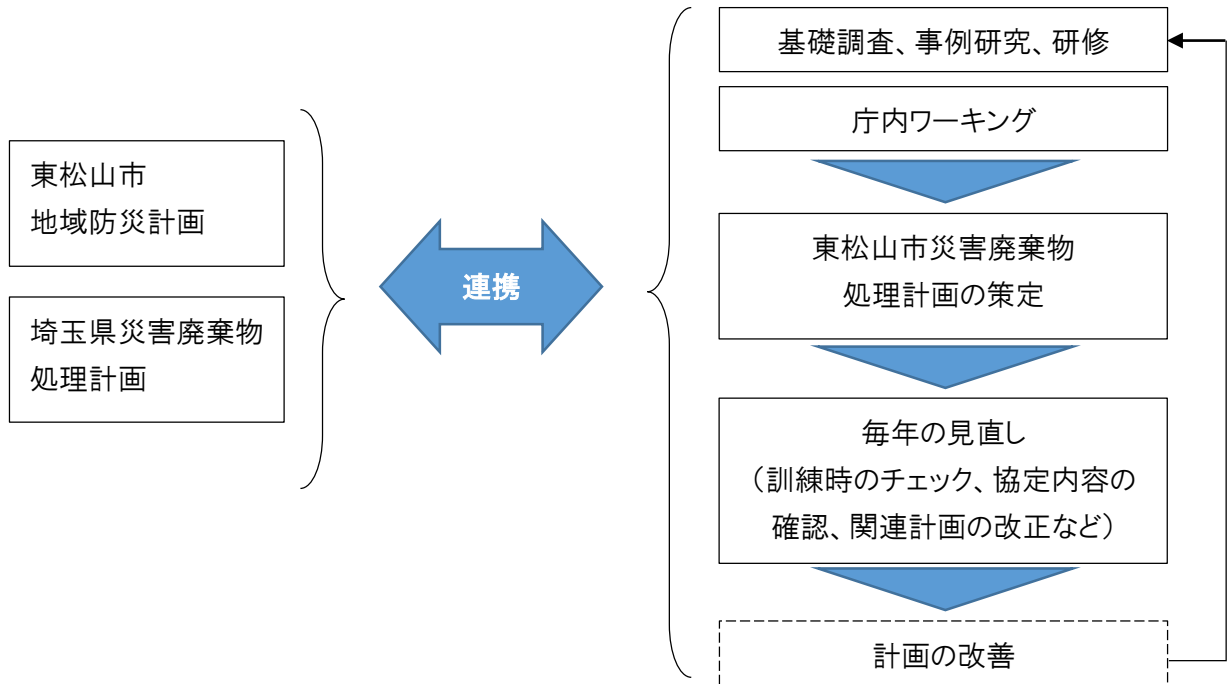 東松山市
地域防災計画
埼玉県災害廃棄物
処理計画
連携
基礎調査、事例研究、研修
庁内ワーキング
東松山市災害廃棄物
処理計画の策定
毎年の見直し
（訓練時のチェック、協定内容の
確認、関連計画の改正など）
計画の改善